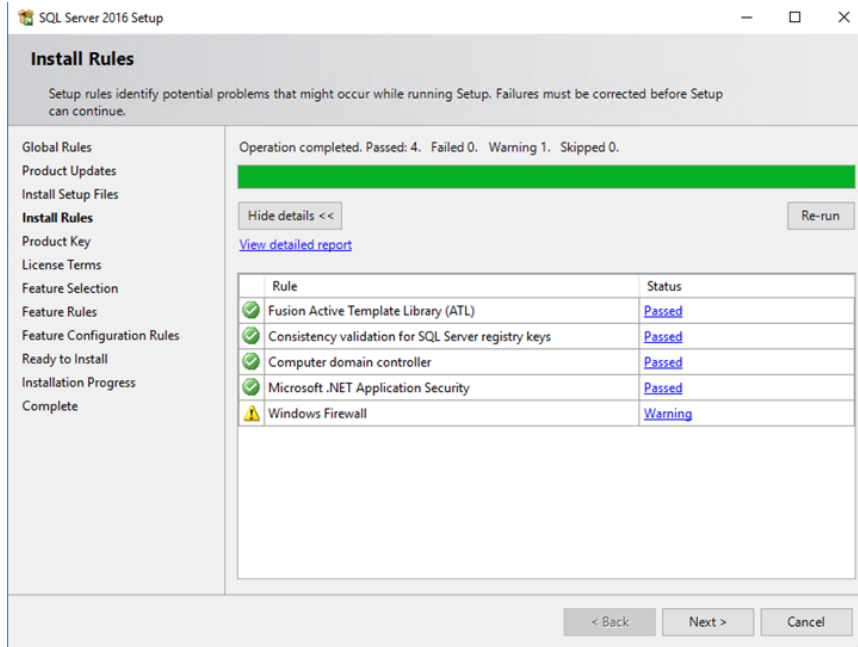 SQL Server 2016 Setup
Install Rules
Setup rules identify potential problems that might occur while running Setup. Failures must be corrected before Setup
can continue.
Global Rules
Product Updates
Install Setup Files
Install Rules
Product Key
License Terms
Feature Selection
Feature Rules
Feature Configuration Rules
Ready to Install
Installation Progress
Complete
Operation completed. Passed: 4. Failed 0. Warning 1. Skipped 0.
Hide details <<
Re-run
View detailed report
Rule Status
Fusion Active Template Library (ATL) Passed
Consistency validation for SQL Server registry keys Passed
Computer domain controller Passed
Microsoft .NET Application Security Passed
Windows Firewall Warning
< Back Next > Cancel